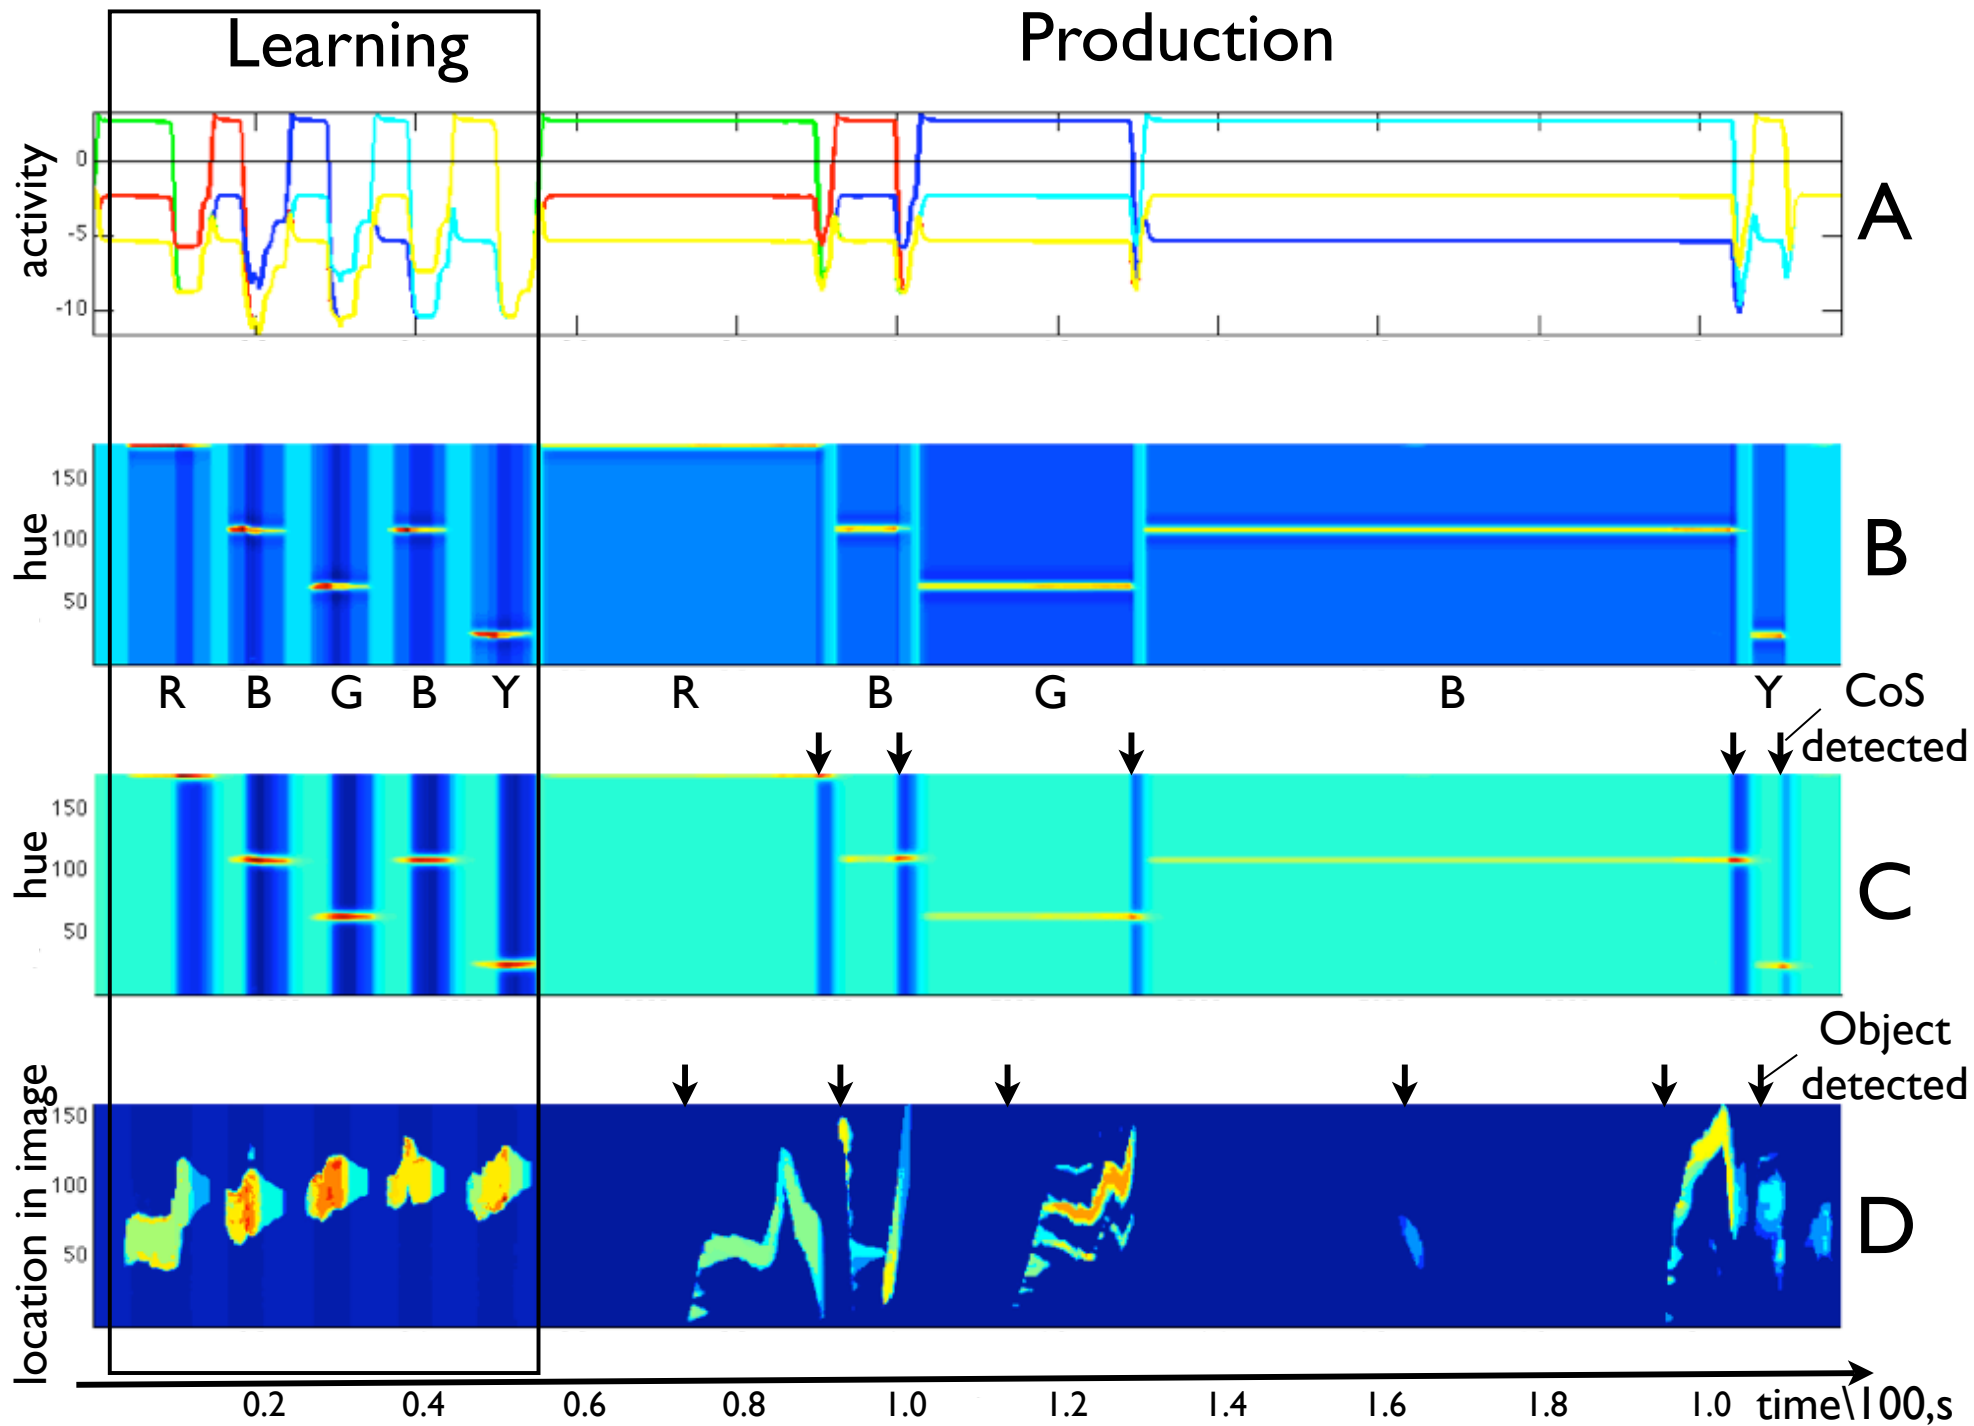 Learning
Production
activity
0
-5
-10
A
hue
150
100
50
B
R B G B Y R B G B Y
CoS
detected
hue
150
100
50
C
Object
detected
location in image
150
100
50
D
0.2 0.4 0.6 0.8 1.0 1.2 1.4 1.6 1.8 1.0 time\100,s